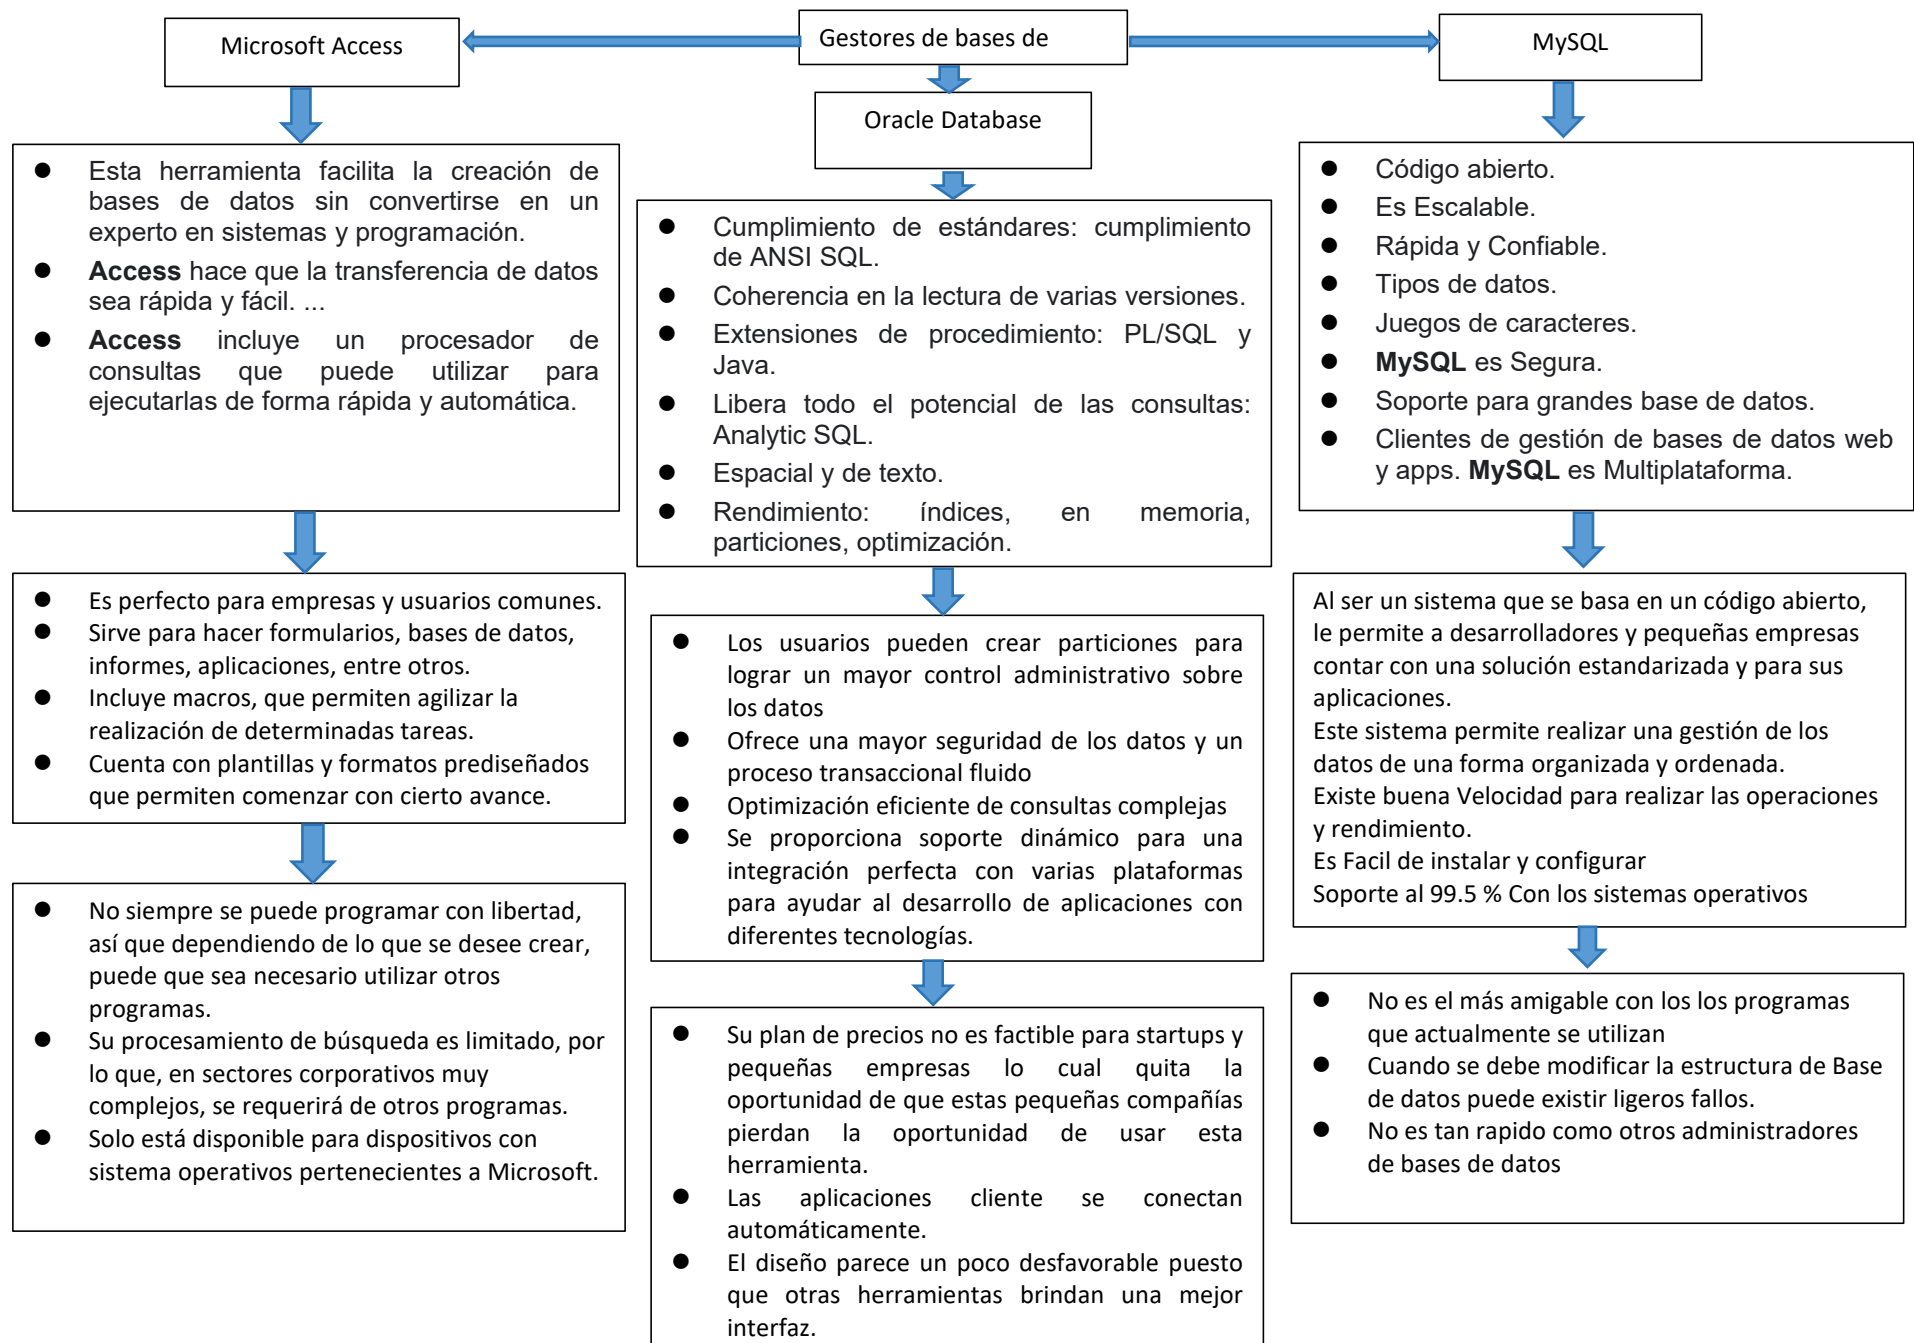 Gestores de bases de
Microsoft Access
Esta herramienta facilita la creación de
bases de datos sin convertirse en un
experto en sistemas y programación.
Access hace que la transferencia de datos
sea rápida y fácil. ...
Access incluye un procesador de
consultas que puede utilizar para
ejecutarlas de forma rápida y automática.
Es perfecto para empresas y usuarios comunes.
Sirve para hacer formularios, bases de datos,
informes, aplicaciones, entre otros.
Incluye macros, que permiten agilizar la
realización de determinadas tareas.
Cuenta con plantillas y formatos prediseñados
que permiten comenzar con cierto avance.
No siempre se puede programar con libertad,
así que dependiendo de lo que se desee crear,
puede que sea necesario utilizar otros
programas.
Su procesamiento de búsqueda es limitado, por
lo que, en sectores corporativos muy
complejos, se requerirá de otros programas.
Solo está disponible para dispositivos con
sistema operativos pertenecientes a Microsoft.
Oracle Database
Cumplimiento de estándares: cumplimiento
de ANSI SQL.
Coherencia en la lectura de varias versiones.
Extensiones de procedimiento: PL/SQL y
Java.
Libera todo el potencial de las consultas:
Analytic SQL.
Espacial y de texto.
Rendimiento: índices, en memoria,
particiones, optimización.
Los usuarios pueden crear particiones para
lograr un mayor control administrativo sobre
los datos
Ofrece una mayor seguridad de los datos y un
proceso transaccional fluido
Optimización eficiente de consultas complejas
Se proporciona soporte dinámico para una
integración perfecta con varias plataformas
para ayudar al desarrollo de aplicaciones con
diferentes tecnologías.
Su plan de precios no es factible para startups y
pequeñas empresas lo cual quita la
oportunidad de que estas pequeñas compañías
pierdan la oportunidad de usar esta
herramienta.
Las aplicaciones cliente se conectan
automáticamente.
El diseño parece un poco desfavorable puesto
que otras herramientas brindan una mejor
interfaz.
MySQL
Código abierto.
Es Escalable.
Rápida y Confiable.
Tipos de datos.
Juegos de caracteres.
MySQL es Segura.
Soporte para grandes base de datos.
Clientes de gestión de bases de datos web
y apps. MySQL es Multiplataforma.
Al ser un sistema que se basa en un código abierto,
le permite a desarrolladores y pequeñas empresas
contar con una solución estandarizada y para sus
aplicaciones.
Este sistema permite realizar una gestión de los
datos de una forma organizada y ordenada.
Existe buena Velocidad para realizar las operaciones
y rendimiento.
Es Facil de instalar y configurar
Soporte al 99.5 % Con los sistemas operativos
No es el más amigable con los los programas
que actualmente se utilizan
Cuando se debe modificar la estructura de Base
de datos puede existir ligeros fallos.
No es tan rapido como otros administradores
de bases de datos